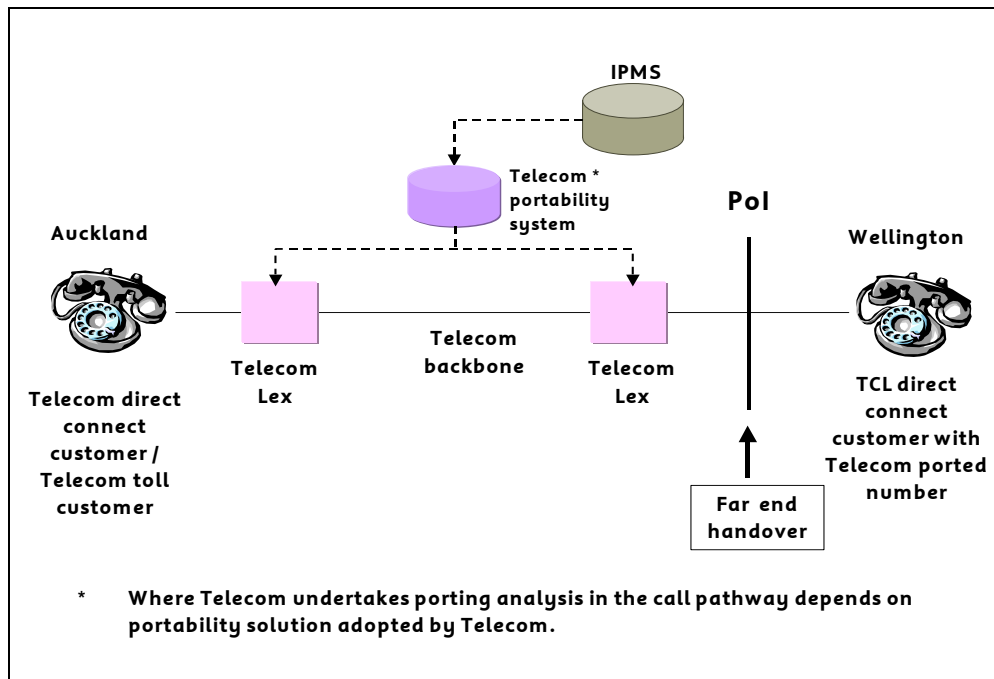 IPMS
Telecom *
portability
system
PoI
Auckland
Wellington
Telecom
Lex
Telecom
backbone
Telecom
Lex
Telecom direct
connect
customer /
Telecom toll
customer
TCL direct
connect
customer with
Telecom ported
number
Far end
handover
* Where Telecom undertakes porting analysis in the call pathway depends on
portability solution adopted by Telecom.